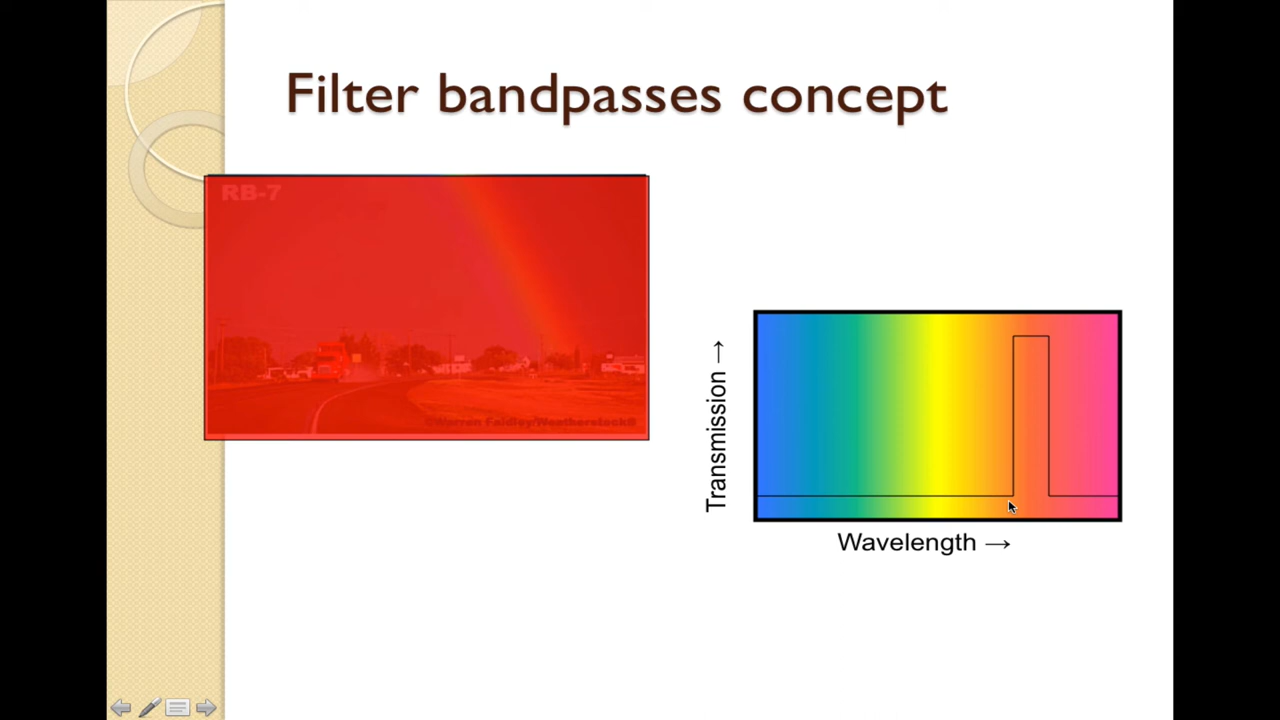 Filter bandpasses concept
RB-7
©Warren Faidley/Weatherstock®
Transmission →
Wavelength →